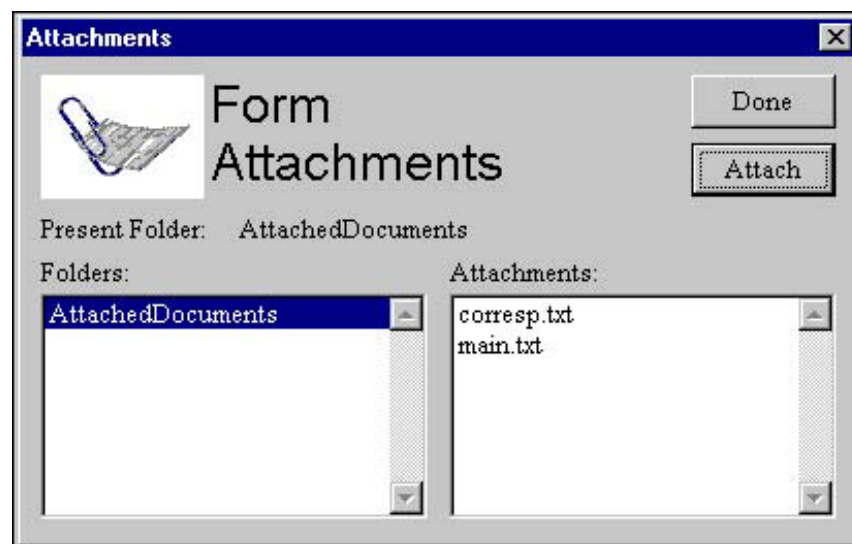 Attachments
Form
Attachments
Done
Attach
Present Folder: AttachedDocuments
Folders:
AttachedDocuments
Attachments:
corresp.txt
main.txt